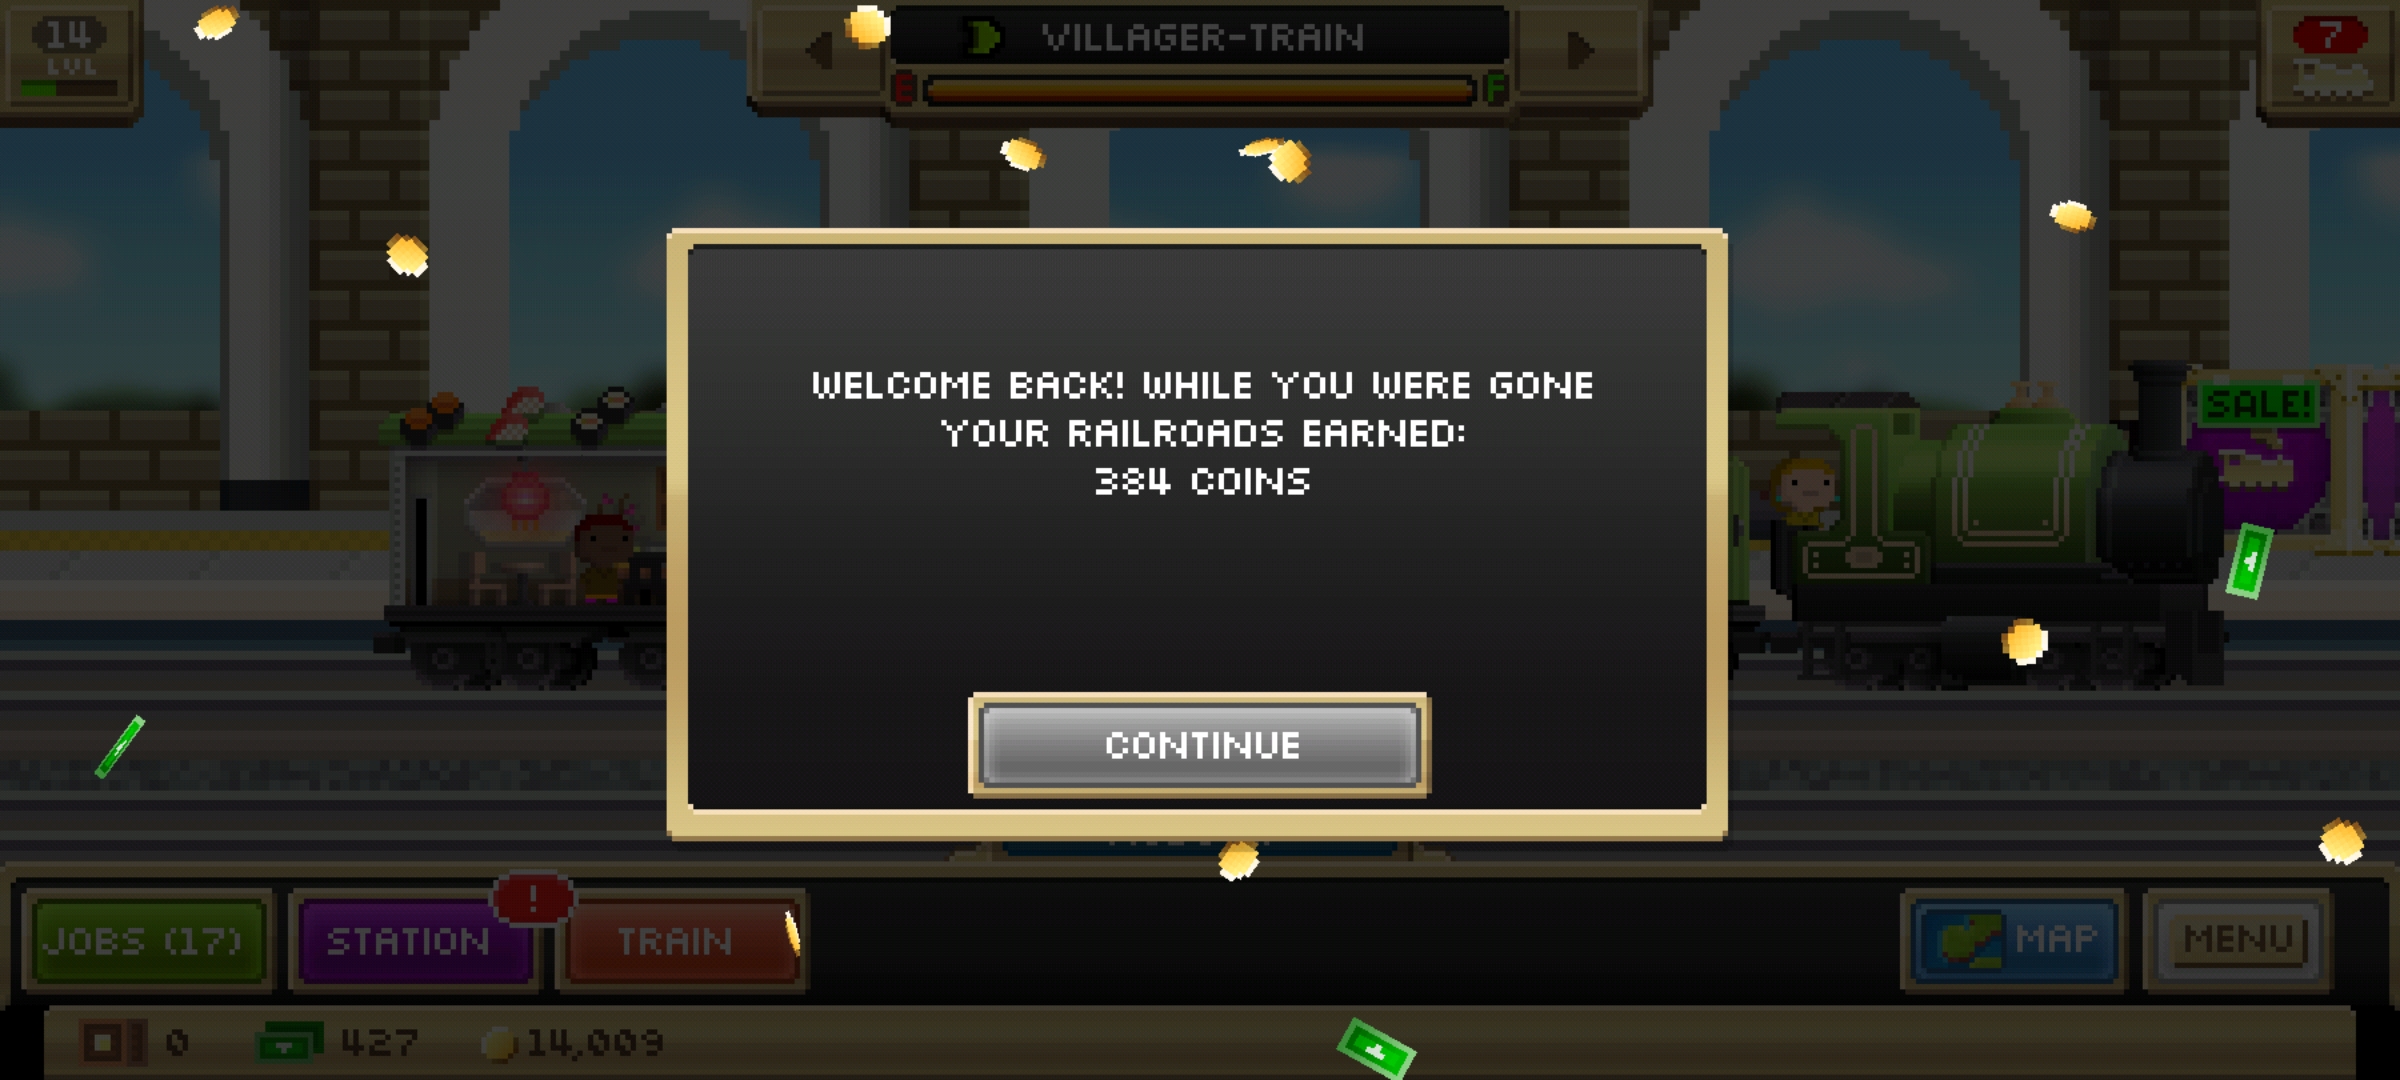 14
LVL
VILLAGER-TRAIN
E F
7
SALE!
WELCOME BACK! WHILE YOU WERE GONE
YOUR RAILROADS EARNED:
384 COINS
CONTINUE
JOBS (17)
STATION
!
TRAIN
MAP
MENU
0
427
14,009